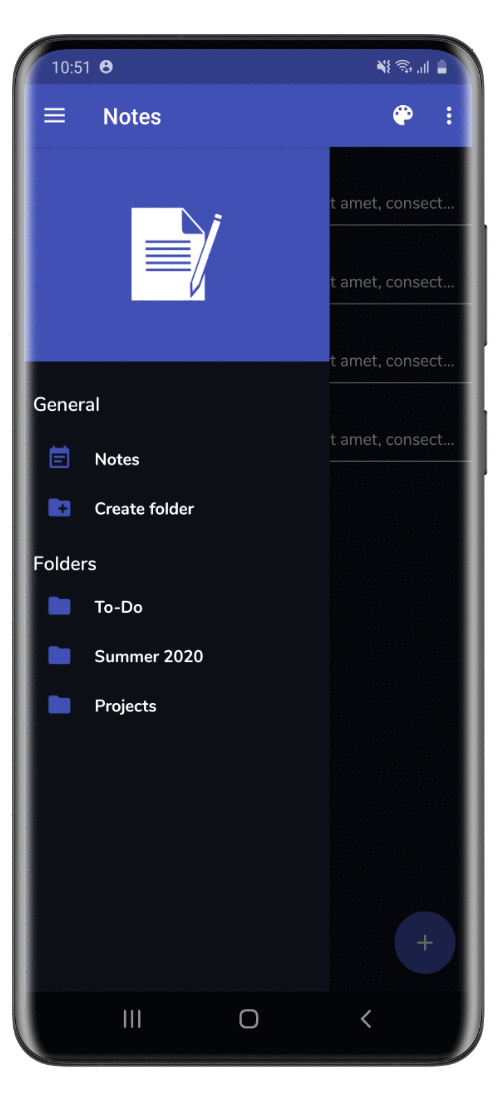 10:51
Notes
t amet, consect...
t amet, consect...
t amet, consect...
t amet, consect...
General
Notes
Create folder
Folders
To-Do
Summer 2020
Projects